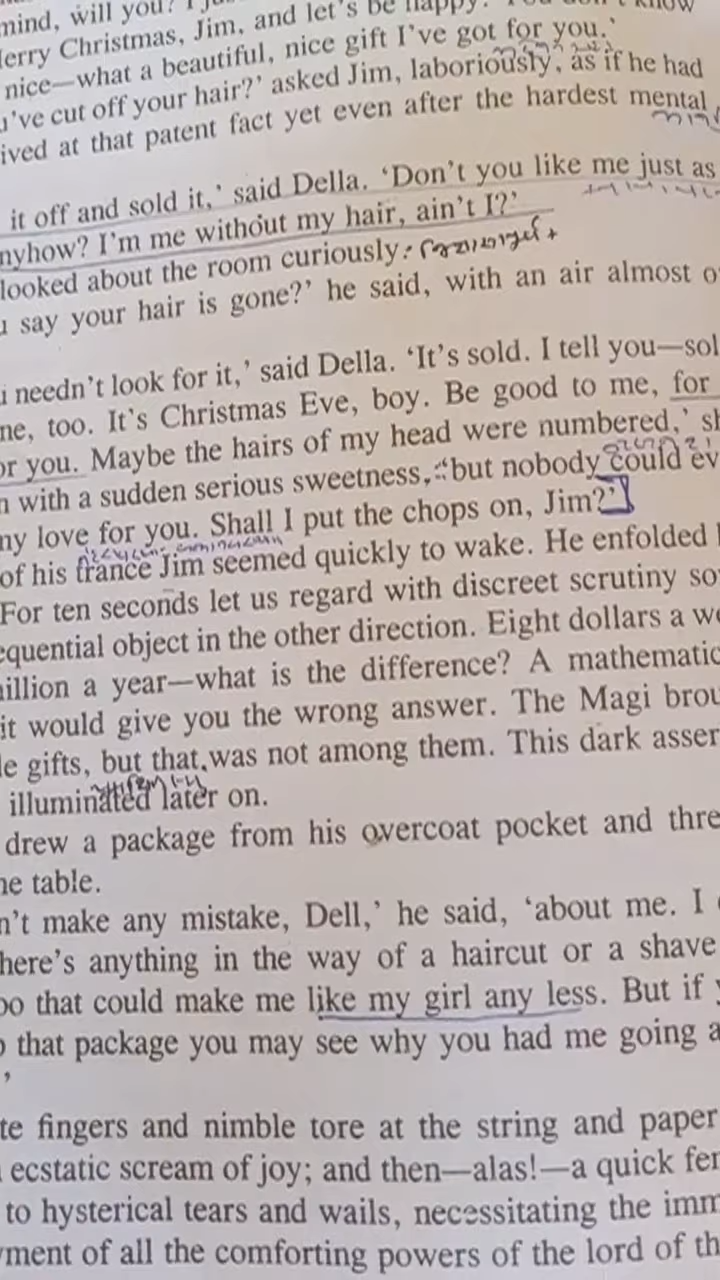 mind, will you?
Merry Christmas, Jim, and let's be happy.
nice—what a beautiful, nice gift I've got for you.'
u've cut off your hair?' asked Jim, laboriously, as if he had
ived at that patent fact yet even after the hardest mental
it off and sold it,' said Della. 'Don't you like me just as
nyhow? I'm me without my hair, ain't I?'
looked about the room curiously.
u say your hair is gone?' he said, with an air almost o
u needn't look for it,' said Della. 'It's sold. I tell you—sol
ne, too. It's Christmas Eve, boy. Be good to me, for
or you. Maybe the hairs of my head were numbered,' sh
n with a sudden serious sweetness, 'but nobody could ev
ny love for you. Shall I put the chops on, Jim?'
of his trance Jim seemed quickly to wake. He enfolded
For ten seconds let us regard with discreet scrutiny so
equential object in the other direction. Eight dollars a we
nillion a year—what is the difference? A mathematic
it would give you the wrong answer. The Magi brou
le gifts, but that was not among them. This dark asser
illuminated later on.
drew a package from his overcoat pocket and thre
he table.
n't make any mistake, Dell,' he said, 'about me. I
here's anything in the way of a haircut or a shave
oo that could make me like my girl any less. But if
o that package you may see why you had me going a
'
te fingers and nimble tore at the string and paper
ecstatic scream of joy; and then—alas!—a quick fer
to hysterical tears and wails, necessitating the imm
yment of all the comforting powers of the lord of th